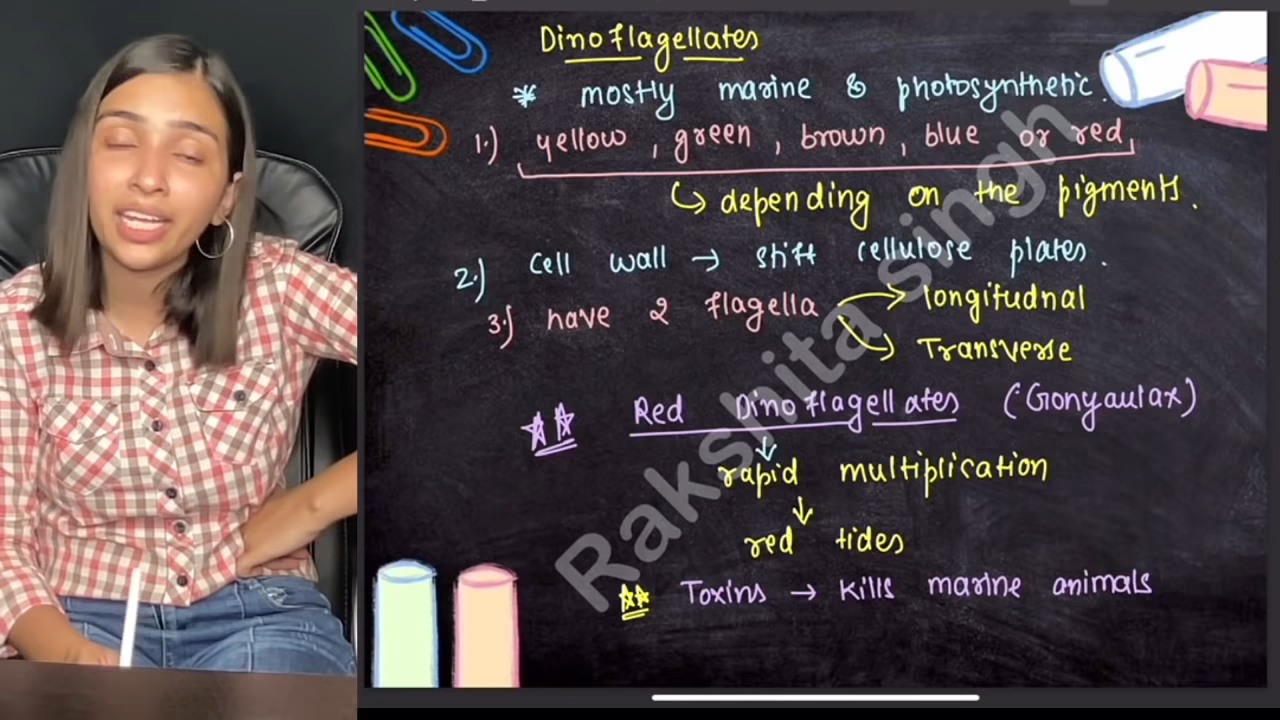 Dinoflagellates
* mostly marine & photosynthetic.
1.) yellow, green, brown, blue or red,
↳ depending on the pigments.
2.) Cell wall → stiff cellulose plates.
3.) have 2 flagella → longitudnal
→ Transverse
Red Dinoflagellates (Gonyaulax)
↓
rapid multiplication
↓
red tides
Toxins → Kills marine animals
Rakshita singh